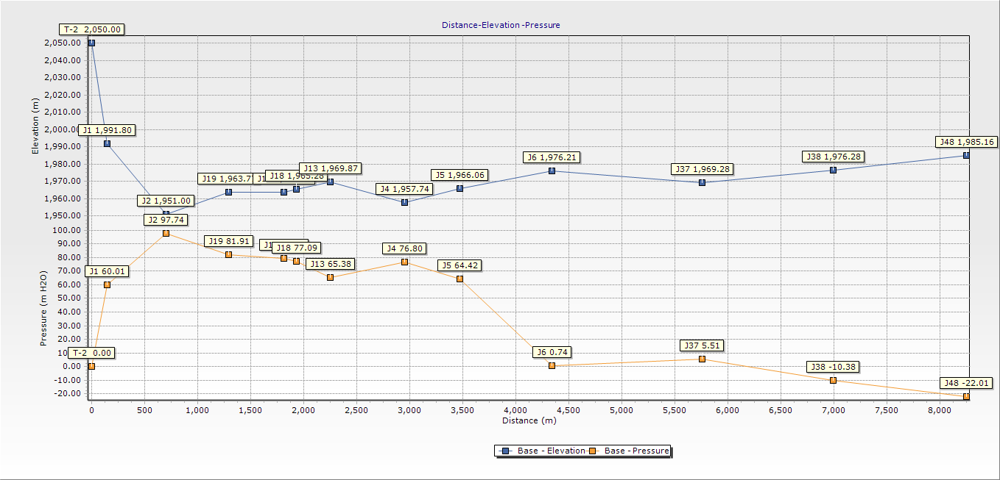 Distance-Elevation -Pressure
T-2 2,050.00
2,050.00
2,040.00
2,030.00
2,020.00
2,010.00
2,000.00
1,990.00
1,980.00
1,970.00
1,960.00
1,950.00
Elevation (m)
J1 1,991.80
J2 1,951.00
J19 1,963.7
J18 1,965.28
J13 1,969.87
J4 1,957.74
J5 1,966.06
J6 1,976.21
J37 1,969.28
J38 1,976.28
J48 1,985.16
100.00
90.00
80.00
70.00
60.00
50.00
40.00
30.00
20.00
10
0.00
-10.00
-20.00
Pressure (m H2O)
T-2 0.00
J1 60.01
J2 97.74
J19 81.91
J18 77.09
J13 65.38
J4 76.80
J5 64.42
J6 0.74
J37 5.51
J38 -10.38
J48 -22.01
0 500 1,000 1,500 2,000 2,500 3,000 3,500 4,000 4,500 5,000 5,500 6,000 6,500 7,000 7,500 8,000
Distance (m)
Base - Elevation Base - Pressure